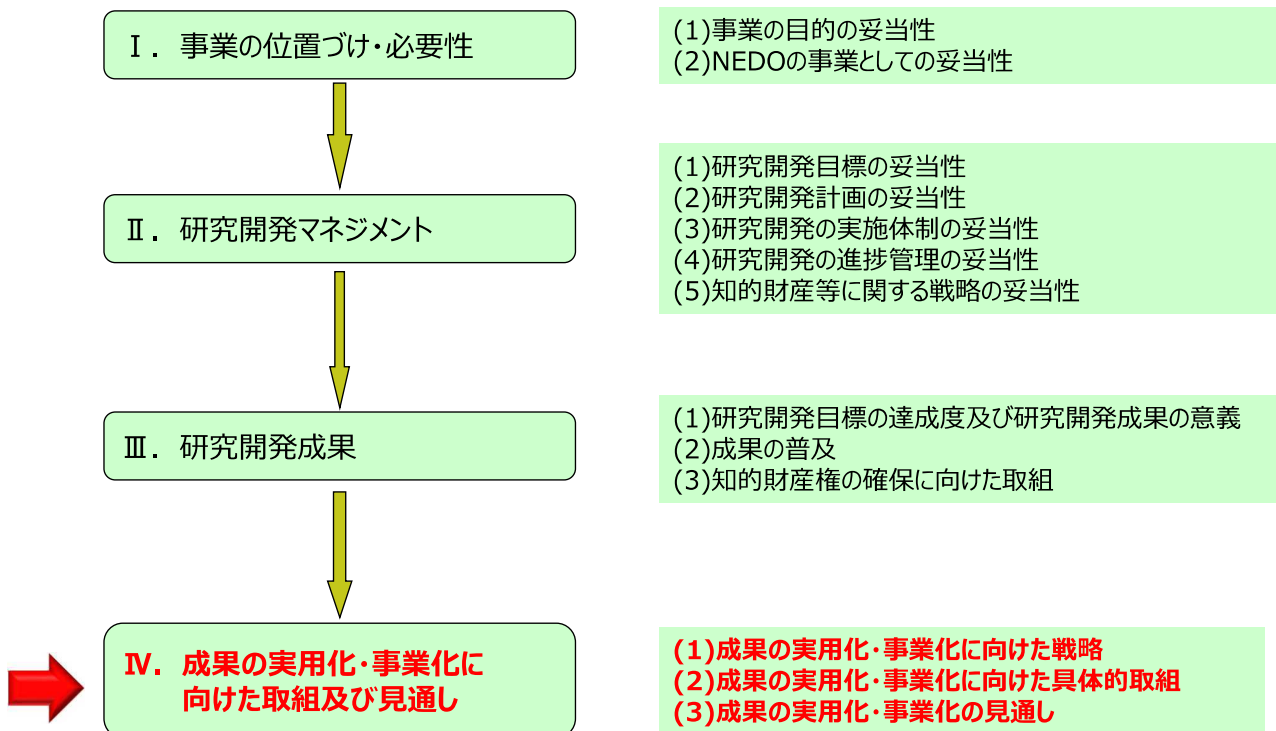 Ⅰ．事業の位置づけ・必要性
(1)事業の目的の妥当性
(2)NEDOの事業としての妥当性
Ⅱ．研究開発マネジメント
(1)研究開発目標の妥当性
(2)研究開発計画の妥当性
(3)研究開発の実施体制の妥当性
(4)研究開発の進捗管理の妥当性
(5)知的財産等に関する戦略の妥当性
Ⅲ．研究開発成果
(1)研究開発目標の達成度及び研究開発成果の意義
(2)成果の普及
(3)知的財産権の確保に向けた取組
Ⅳ．成果の実用化・事業化に
向けた取組及び見通し
(1)成果の実用化・事業化に向けた戦略
(2)成果の実用化・事業化に向けた具体的取組
(3)成果の実用化・事業化の見通し